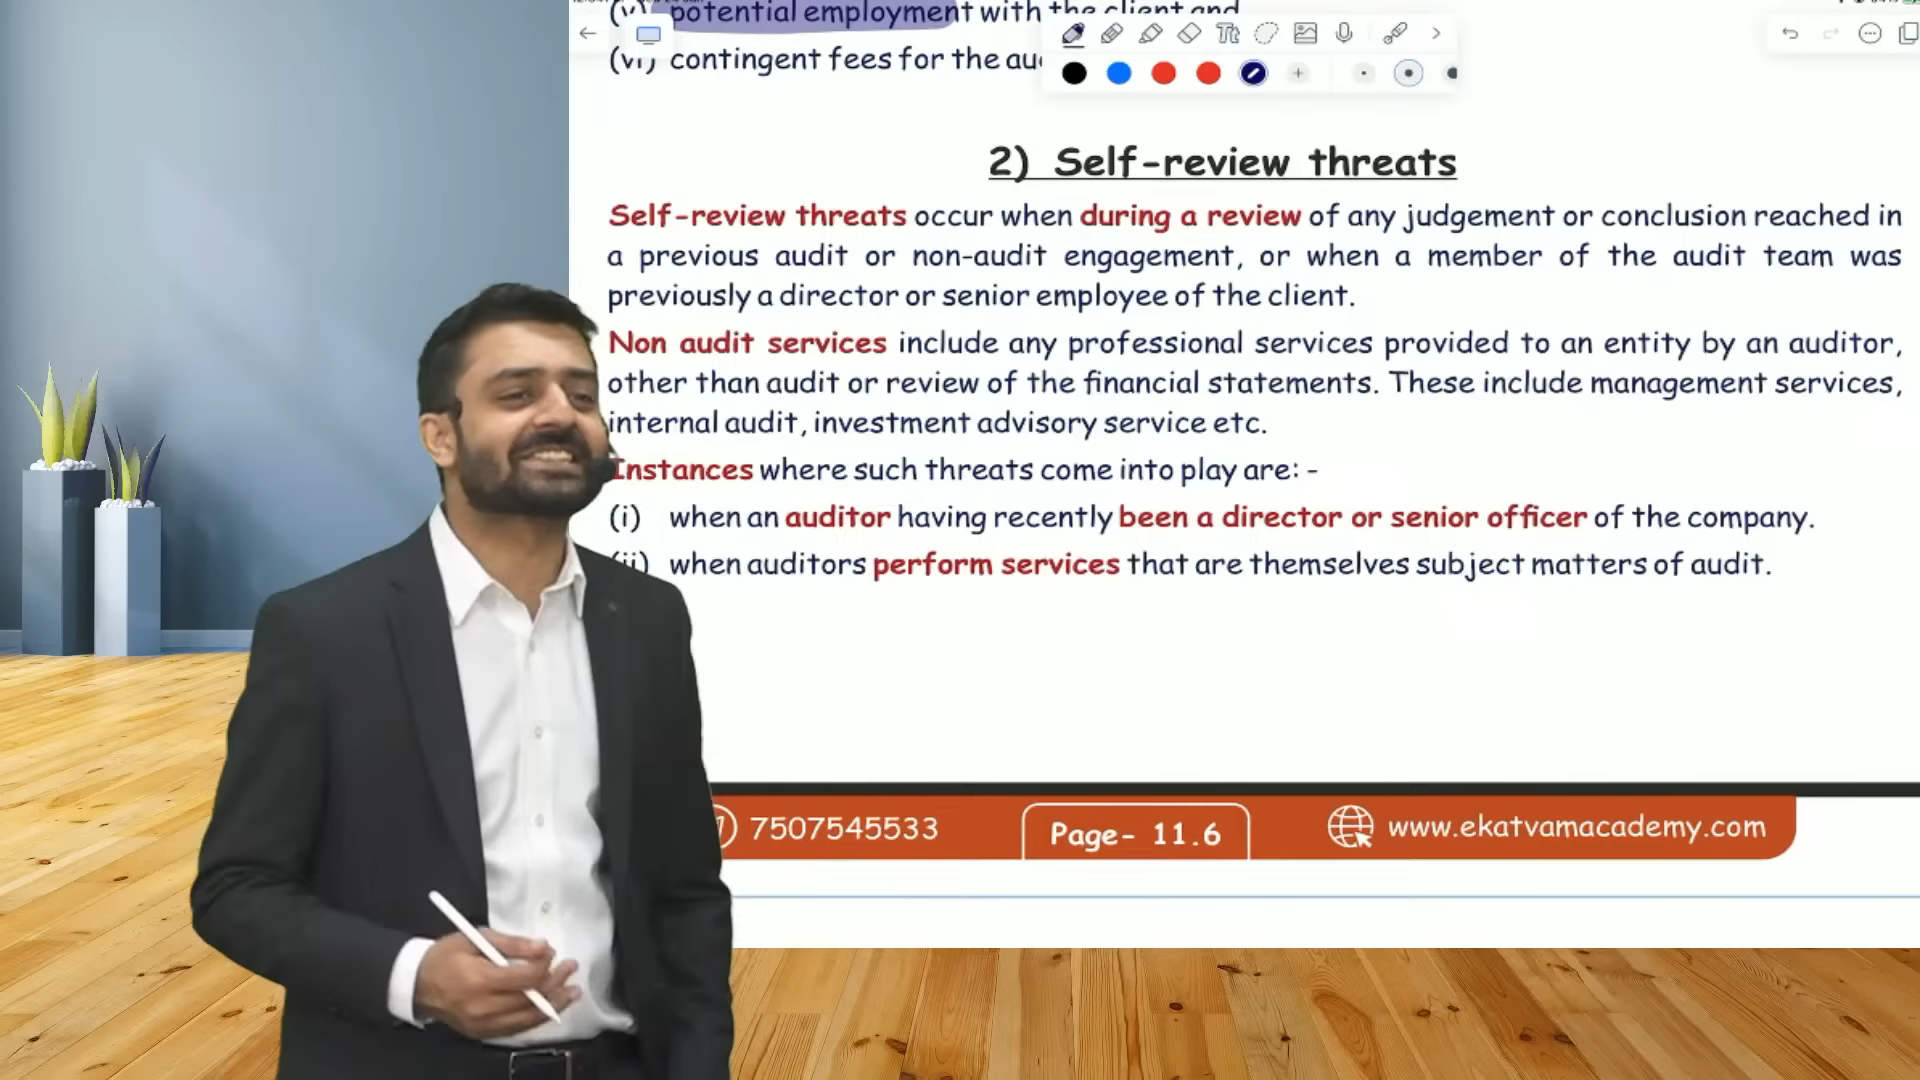 (v) potential employment with the client and
(vi) contingent fees for the
Tt
2) Self-review threats
Self-review threats occur when during a review of any judgement or conclusion reached in
a previous audit or non-audit engagement, or when a member of the audit team was
previously a director or senior employee of the client.
Non audit services include any professional services provided to an entity by an auditor,
other than audit or review of the financial statements. These include management services,
internal audit, investment advisory service etc.
Instances where such threats come into play are: -
(i) when an auditor having recently been a director or senior officer of the company.
(ii) when auditors perform services that are themselves subject matters of audit.
7507545533
Page- 11.6
www.ekatvamacademy.com